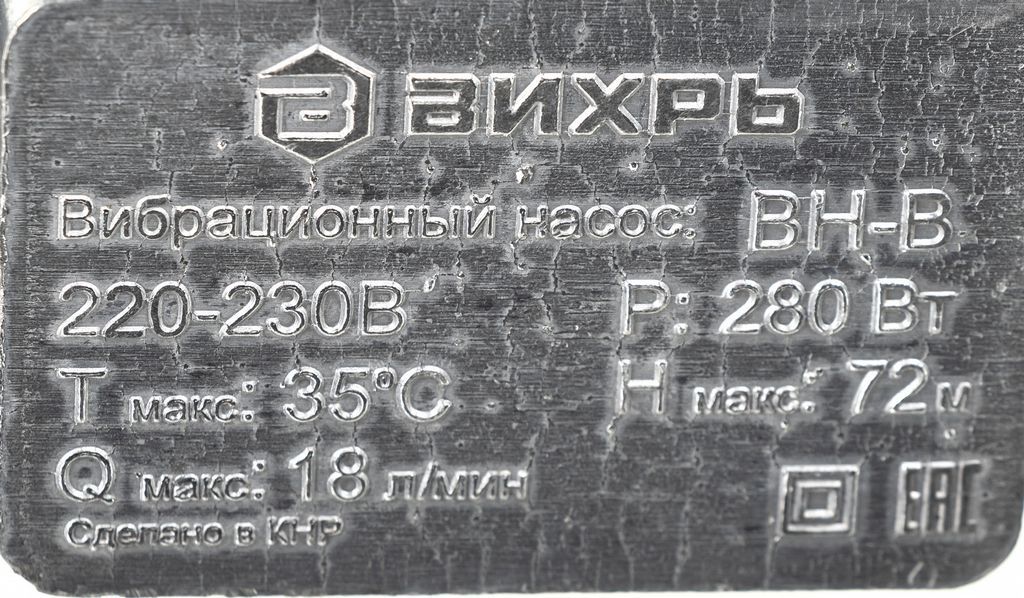 В ВИХРЬ
Вибрационный насос: ВН-В
220-230В Р: 280 Вт
Т макс: 35°С Н макс: 72 м
Q макс: 18 л/мин
Сделано в КНР EAC